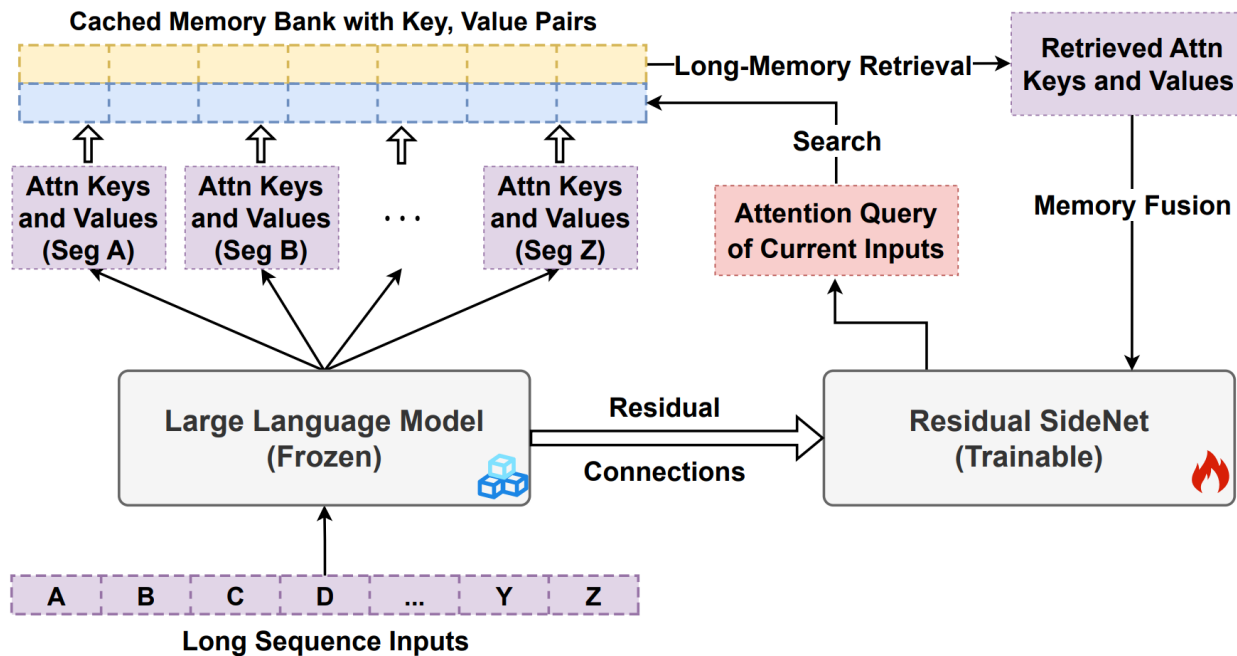 Cached Memory Bank with Key, Value Pairs
Long-Memory Retrieval
Retrieved Attn
Keys and Values
Search
Attn Keys
and Values
(Seg A)
Attn Keys
and Values
(Seg B)
...
Attn Keys
and Values
(Seg Z)
Attention Query
of Current Inputs
Memory Fusion
Large Language Model
(Frozen)
Residual
Connections
Residual SideNet
(Trainable)
A B C D ... Y Z
Long Sequence Inputs